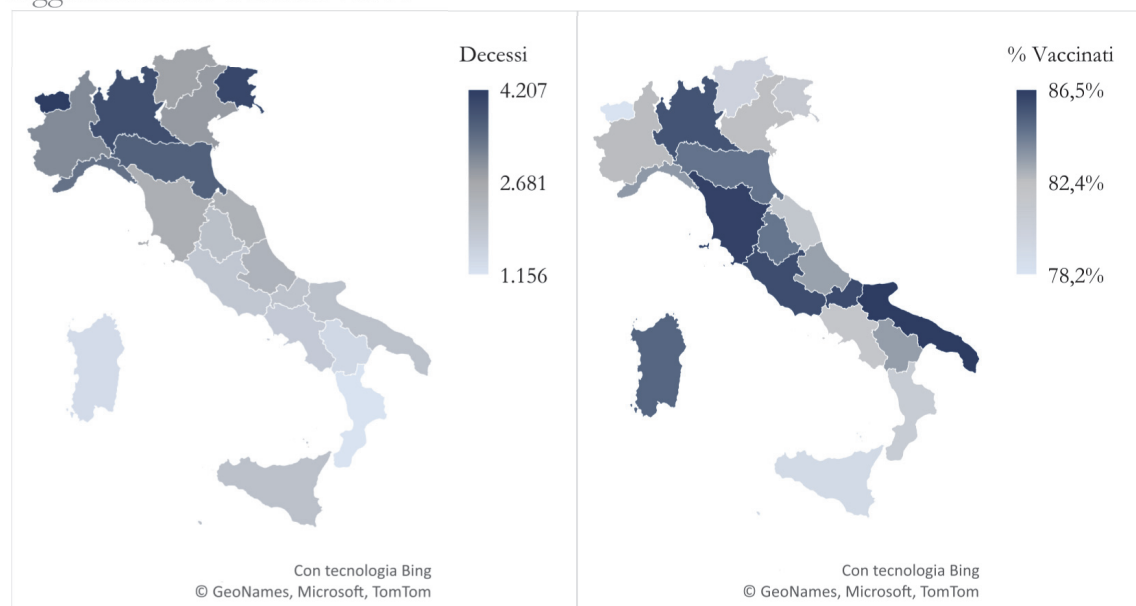 Decessi
4.207
2.681
1.156
Con tecnologia Bing
© GeoNames, Microsoft, TomTom
% Vaccinati
86,5%
82,4%
78,2%
Con tecnologia Bing
© GeoNames, Microsoft, TomTom